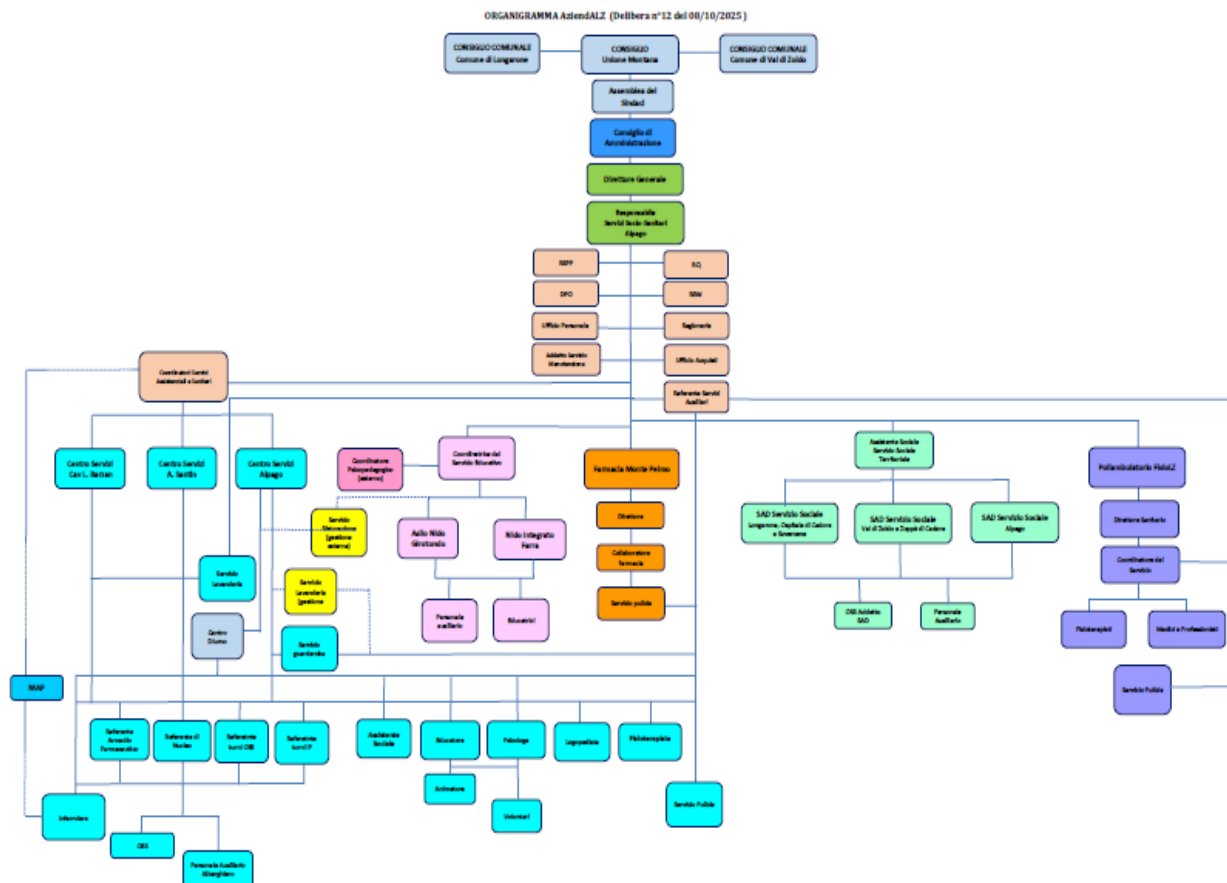 ORGANIGRAMMA AziendALZ (Delibera n°12 del 08/10/2025)
CONSIGLIO COMUNALE
Comune di Longarone
CONSIGLIO
Unione Montana
CONSIGLIO COMUNALE
Comune di Val di Zoldo
Assemblea dei
Sindaci
Consiglio di
Amministrazione
Direttore Generale
Responsabile
Servizi Socio Sanitari
Alpago
RSPP
RLQ
DPO
Ufficio Personale
Ragioneria
Addetto Servizio
Manutenzione
Ufficio Acquisti
Coordinatori Servizi
Assistenziali e Sanitari
Referente Servizi
Ausiliari
Centro Servizi
Cav L. Barzan
Centro Servizi
A. Santin
Centro Servizi
Alpago
Coordinatore
Psicopedagogico
(esterno)
Coordinatrice del
Servizio Educativo
Farmacia Monte Pelmo
Assistente Sociale
Servizio Sociale
Territoriale
Poliambulatorio FisioLZ
Servizio
Ristorazione
(gestione
esterna)
Asilo Nido
Girotondo
Nido Integrato
Farra
Direttore
SAD Servizio Sociale
Longarone, Ospitale di Cadore
e Soverzene
SAD Servizio Sociale
Val di Zoldo e Zoppè di Cadore
SAD Servizio Sociale
Alpago
Direttore Sanitario
Servizio
Lavanderia
Servizio
Lavanderia
(gestione
Collaboratore
Farmacia
Coordinatore del
Servizio
Servizio pulizie
Personale
ausiliario
Educatrici
OSS Addetto
SAD
Personale
Ausiliario
Fisioterapisti
Medici e Professionisti
Centro
Diurno
Servizio
guardaroba
MAP
Servizio Pulizie
Referente
Armadio
Farmaceutico
Referente di
Nucleo
Referente
turni OSS
Referente
turni IP
Assistente
Sociale
Educatore
Psicologa
Logopedista
Fisioterapista
Animatore
Volontari
Servizio Pulizie
Infermiere
OSS
Personale Ausiliario
Alberghiero